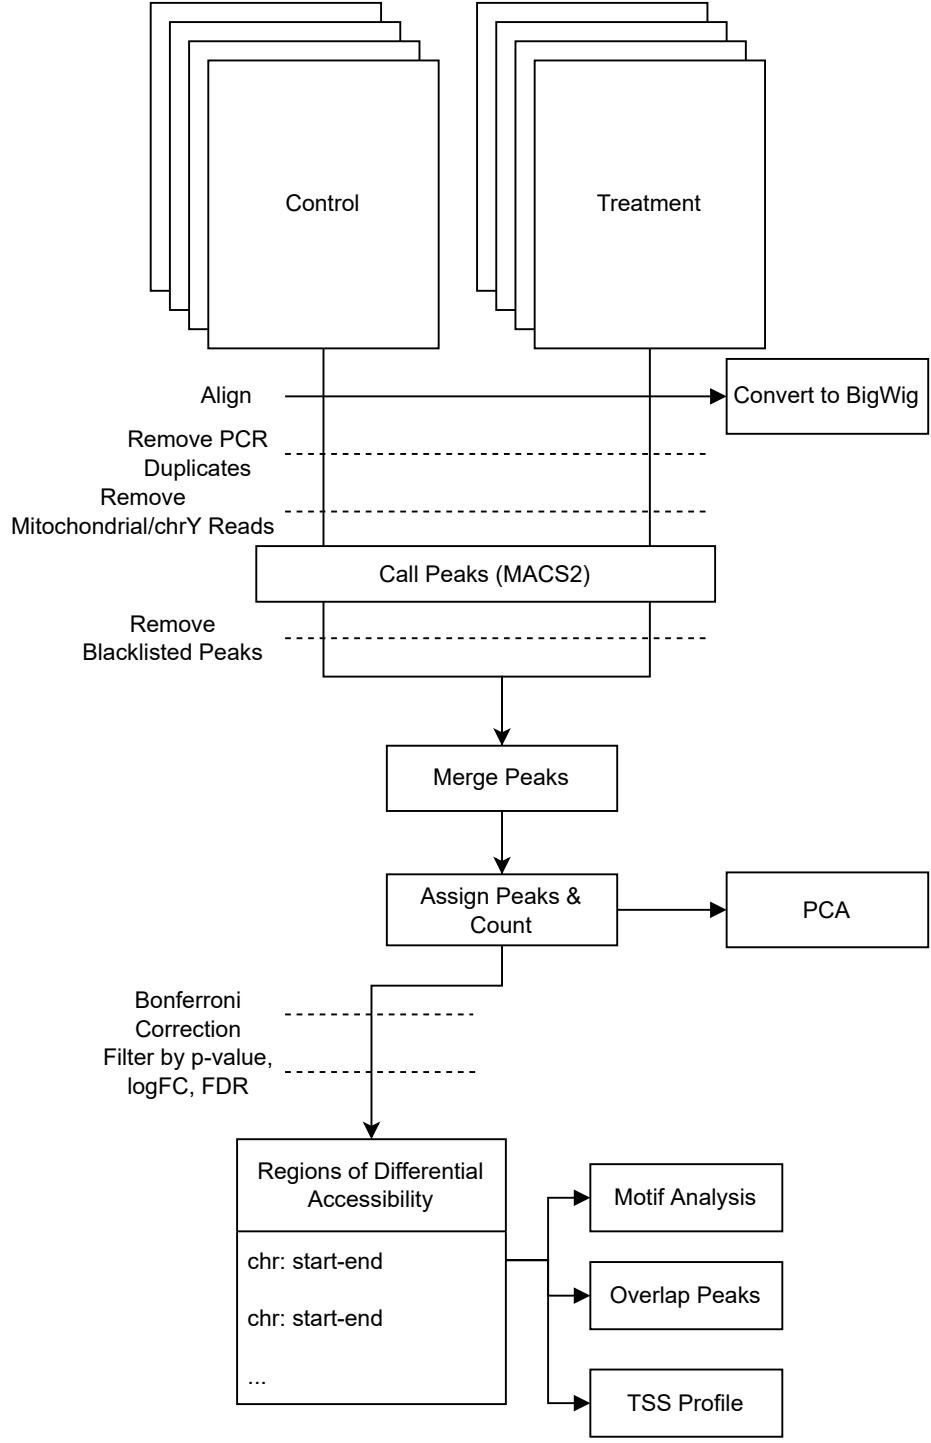 Control
Treatment
Align
Convert to BigWig
Remove PCR
Duplicates
Remove
Mitochondrial/chrY Reads
Call Peaks (MACS2)
Remove
Blacklisted Peaks
Merge Peaks
Assign Peaks &
Count
PCA
Bonferroni
Correction
Filter by p-value,
logFC, FDR
Regions of Differential
Accessibility
chr: start-end
chr: start-end
...
Motif Analysis
Overlap Peaks
TSS Profile